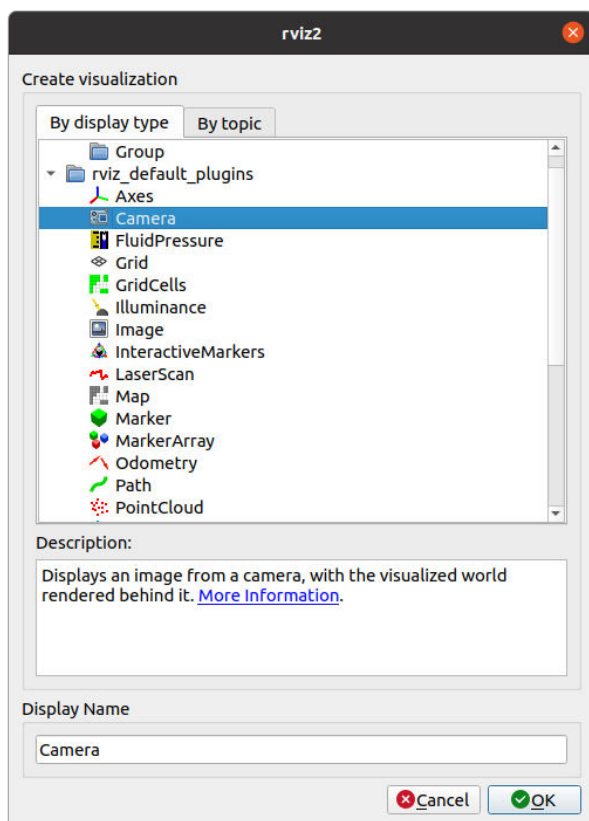 rviz2
Create visualization
By display type
By topic
Group
rviz_default_plugins
Axes
Camera
FluidPressure
Grid
GridCells
Illuminance
Image
InteractiveMarkers
LaserScan
Map
Marker
MarkerArray
Odometry
Path
PointCloud
Description:
Displays an image from a camera, with the visualized world
rendered behind it. More Information.
Display Name
Camera
Cancel
OK